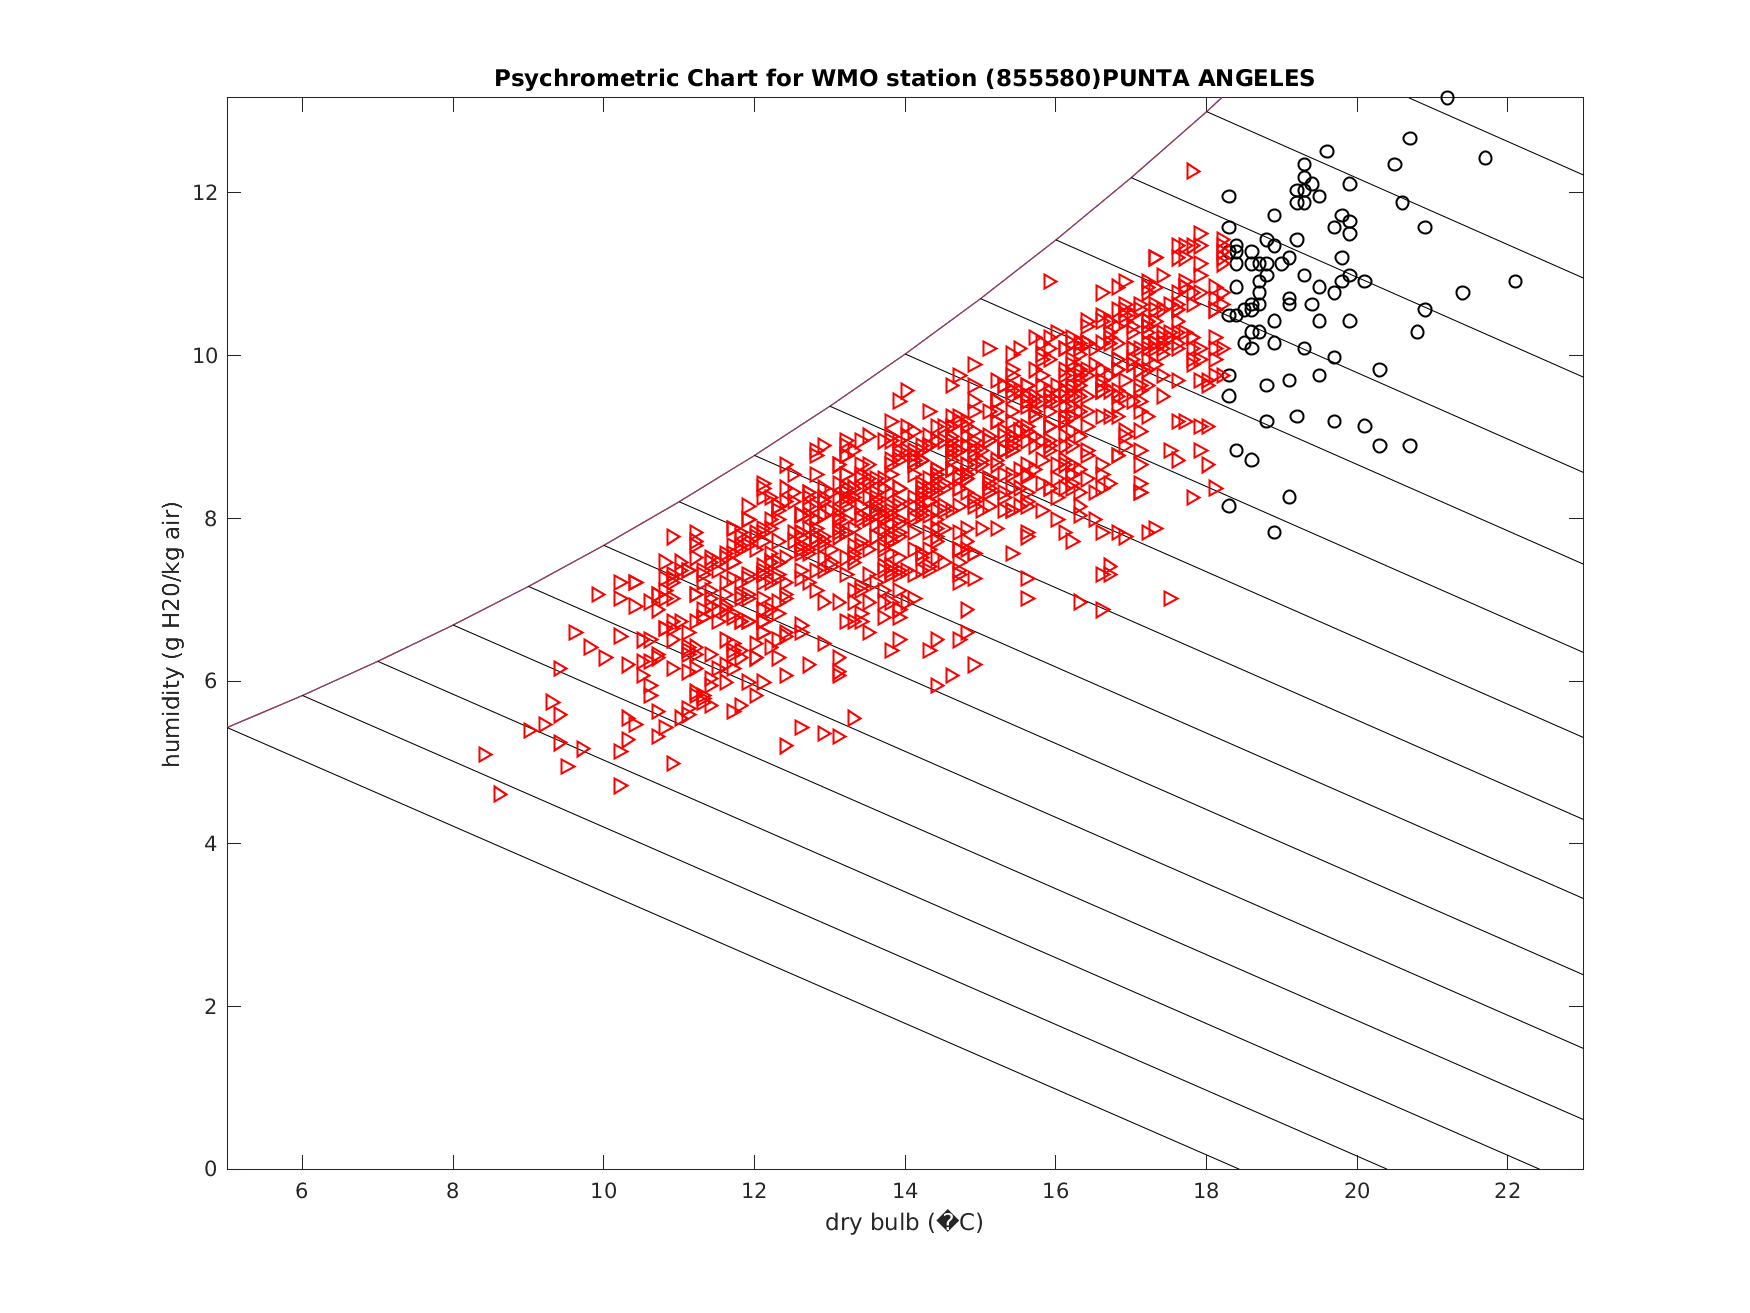 Psychrometric Chart for WMO station (855580)PUNTA ANGELES
humidity (g H20/kg air)
12
10
8
6
4
2
0
6 8 10 12 14 16 18 20 22
dry bulb (�C)